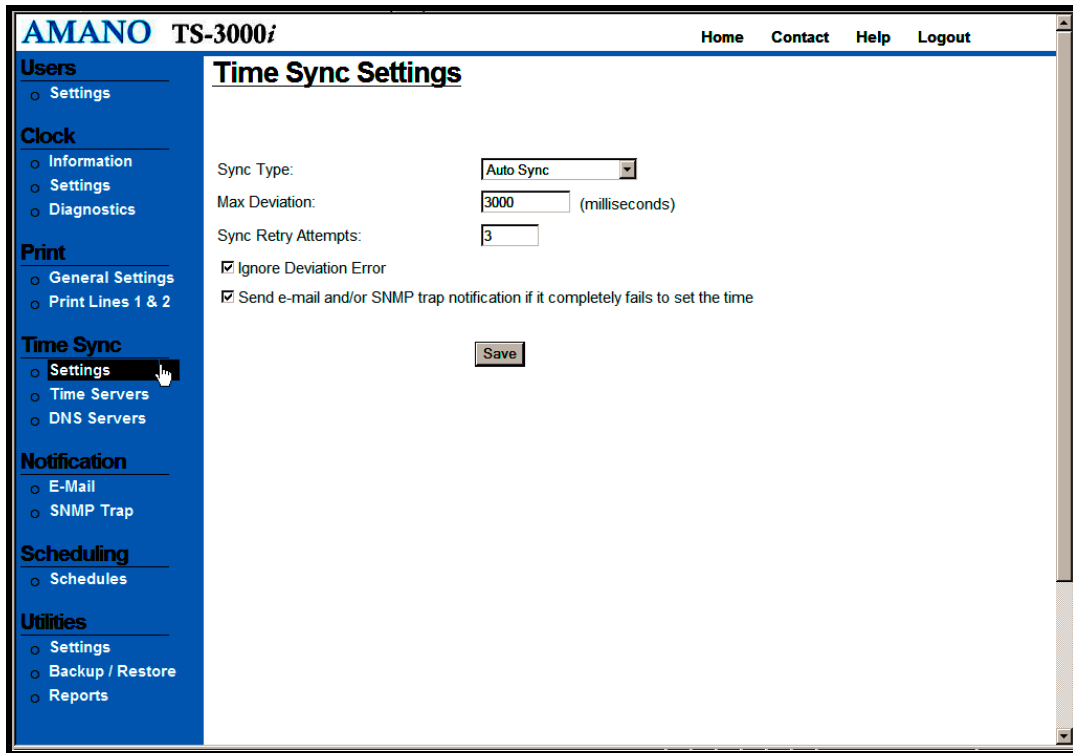 AMANO TS-3000i
Home Contact Help Logout
Users
Settings
Clock
Information
Settings
Diagnostics
Print
General Settings
Print Lines 1 & 2
Time Sync
Settings
Time Servers
DNS Servers
Notification
E-Mail
SNMP Trap
Scheduling
Schedules
Utilities
Settings
Backup / Restore
Reports
Time Sync Settings
Sync Type: Auto Sync
Max Deviation: 3000 (milliseconds)
Sync Retry Attempts: 3
Ignore Deviation Error
Send e-mail and/or SNMP trap notification if it completely fails to set the time
Save